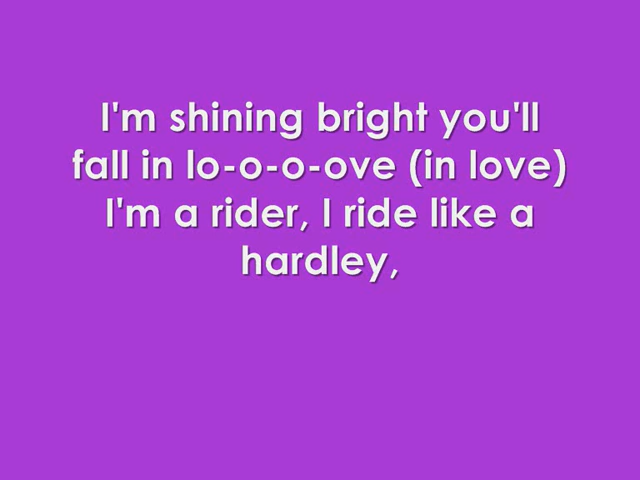 I'm shining bright you'll
fall in lo-o-o-ove (in love)
I'm a rider, I ride like a
hardley,